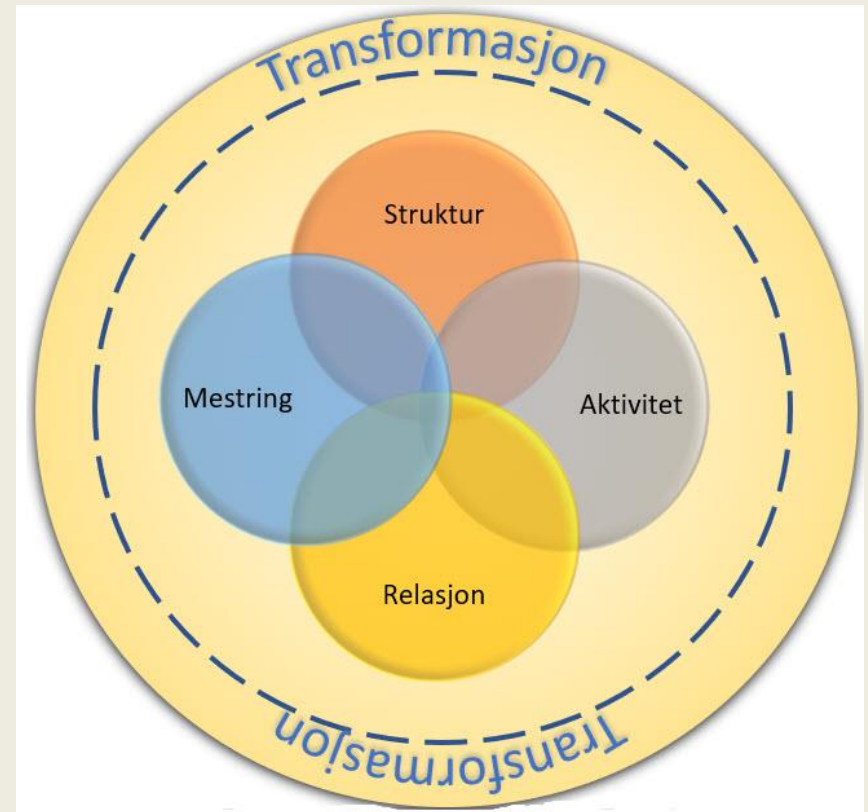 Transformasjon
Struktur
Mestring
Aktivitet
Relasjon
Transformasjon